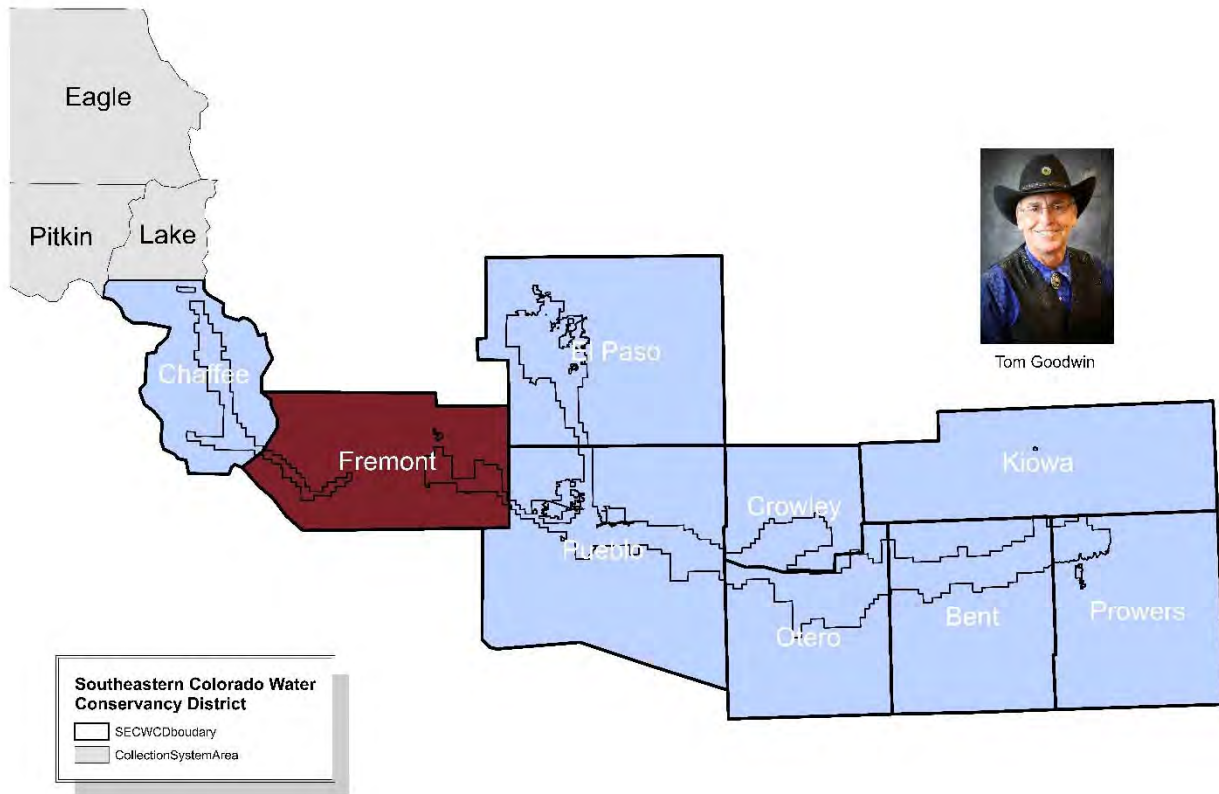 Eagle
Pitkin
Lake
Chaffee
El Paso
Tom Goodwin
Fremont
Kiowa
Crowley
Pueblo
Otero
Bent
Prowers
Southeastern Colorado Water
Conservancy District
SECWCDboudary
CollectionSystemArea